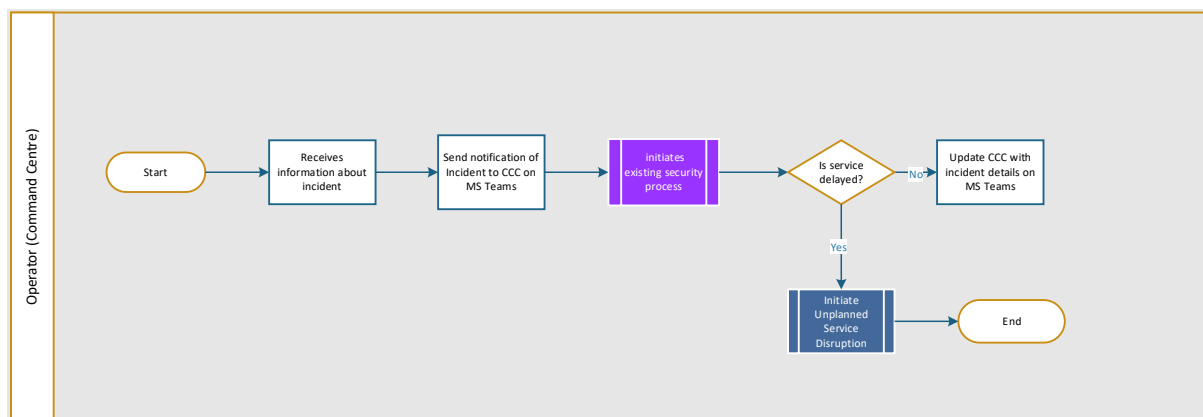 Operator (Command Centre)
Start
Receives
information about
incident
Send notification of
Incident to CCC on
MS Teams
initiates
existing security
process
Is service
delayed?
No
Update CCC with
incident details on
MS Teams
Yes
Initiate
Unplanned
Service
Disruption
End